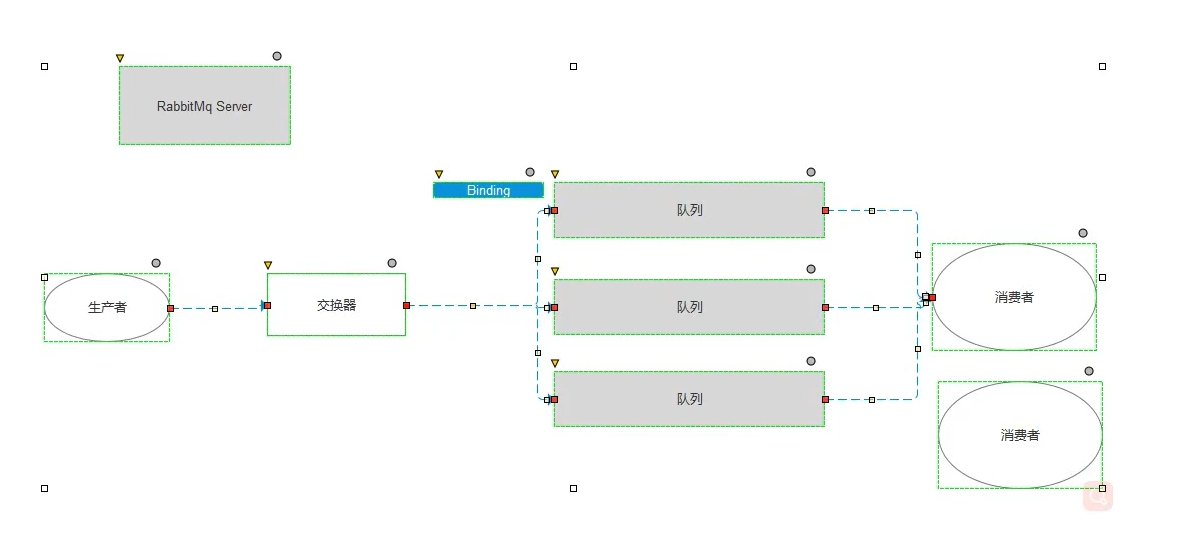 RabbitMq Server
Binding
队列
生产者
交换器
队列
消费者
队列
消费者